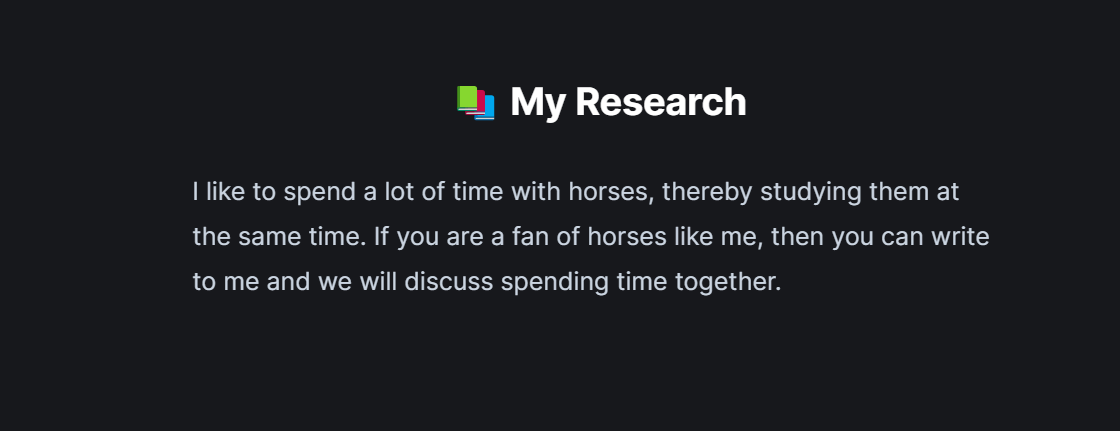 My Research
I like to spend a lot of time with horses, thereby studying them at
the same time. If you are a fan of horses like me, then you can write
to me and we will discuss spending time together.